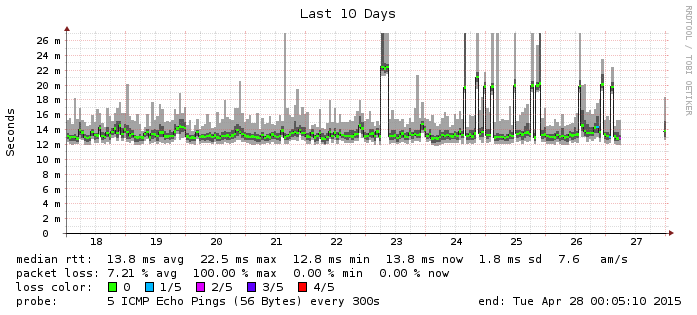 Last 10 Days
RRDTOOL / TOBI OETIKER
Seconds
26 m
24 m
22 m
20 m
18 m
16 m
14 m
12 m
10 m
8 m
6 m
4 m
2 m
0
18 19 20 21 22 23 24 25 26 27
median rtt: 13.8 ms avg 22.5 ms max 12.8 ms min 13.8 ms now 1.8 ms sd 7.6 am/s
packet loss: 7.21 % avg 100.00 % max 0.00 % min 0.00 % now
loss color: 0 1/5 2/5 3/5 4/5
probe: 5 ICMP Echo Pings (56 Bytes) every 300s end: Tue Apr 28 00:05:10 2015